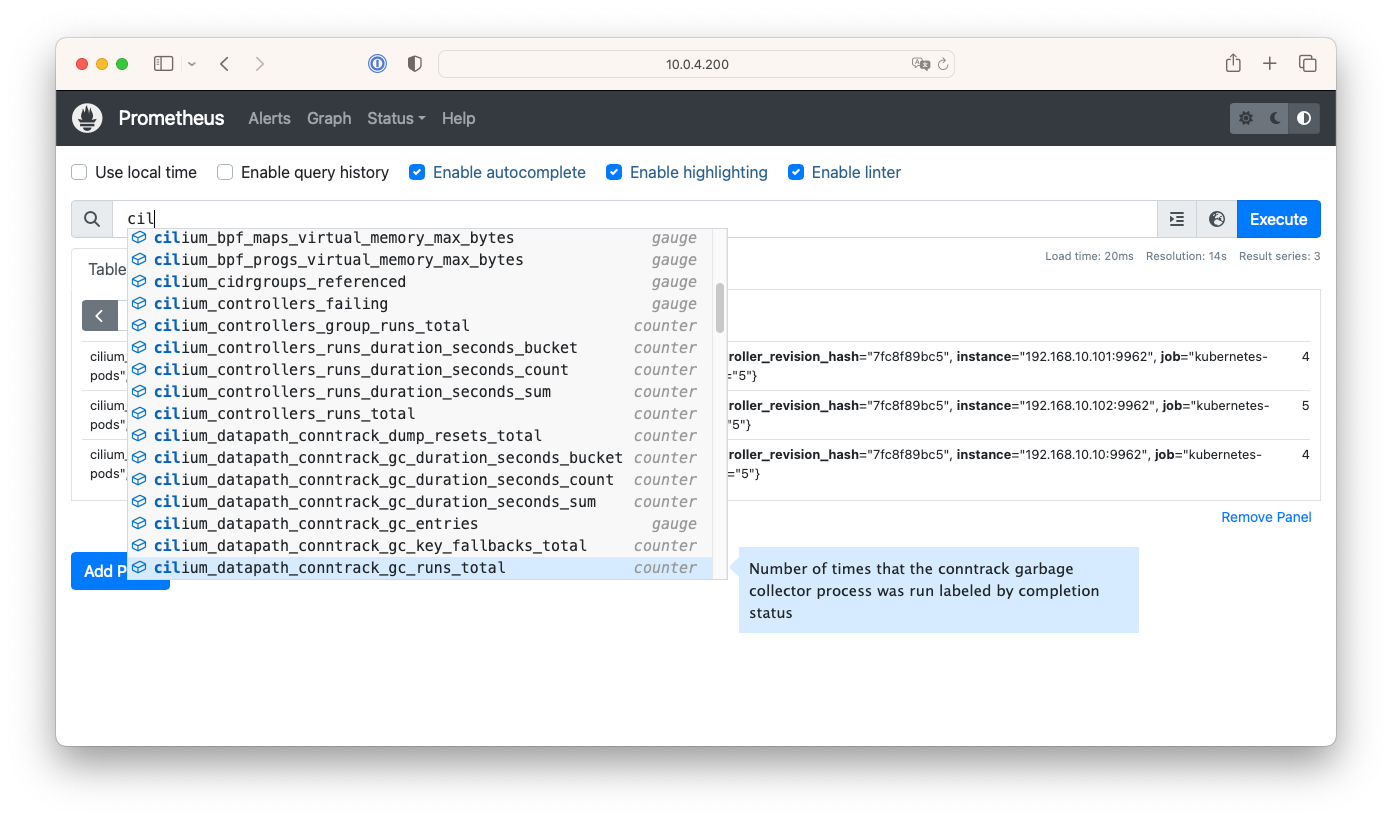 10.0.4.200
Prometheus Alerts Graph Status Help
Use local time Enable query history Enable autocomplete Enable highlighting Enable linter
cil Execute
Load time: 20ms Resolution: 14s Result series: 3
Table
cilium_bpf_maps_virtual_memory_max_bytes gauge
cilium_bpf_progs_virtual_memory_max_bytes gauge
cilium_cidrgroups_referenced gauge
cilium_controllers_failing gauge
cilium_controllers_group_runs_total counter
cilium_controllers_runs_duration_seconds_bucket counter
cilium_controllers_runs_duration_seconds_count counter
cilium_controllers_runs_duration_seconds_sum counter
cilium_controllers_runs_total counter
cilium_datapath_conntrack_dump_resets_total counter
cilium_datapath_conntrack_gc_duration_seconds_bucket counter
cilium_datapath_conntrack_gc_duration_seconds_count counter
cilium_datapath_conntrack_gc_duration_seconds_sum counter
cilium_datapath_conntrack_gc_entries gauge
cilium_datapath_conntrack_gc_key_fallbacks_total counter
cilium_datapath_conntrack_gc_runs_total counter
cilium_ roller_revision_hash="7fc8f89bc5", instance="192.168.10.101:9962", job="kubernetes- 4
pods" ="5"}
cilium_ roller_revision_hash="7fc8f89bc5", instance="192.168.10.102:9962", job="kubernetes- 5
pods" "5"}
cilium_ roller_revision_hash="7fc8f89bc5", instance="192.168.10.10:9962", job="kubernetes- 4
pods" ="5"}
Remove Panel
Add P
Number of times that the conntrack garbage
collector process was run labeled by completion
status